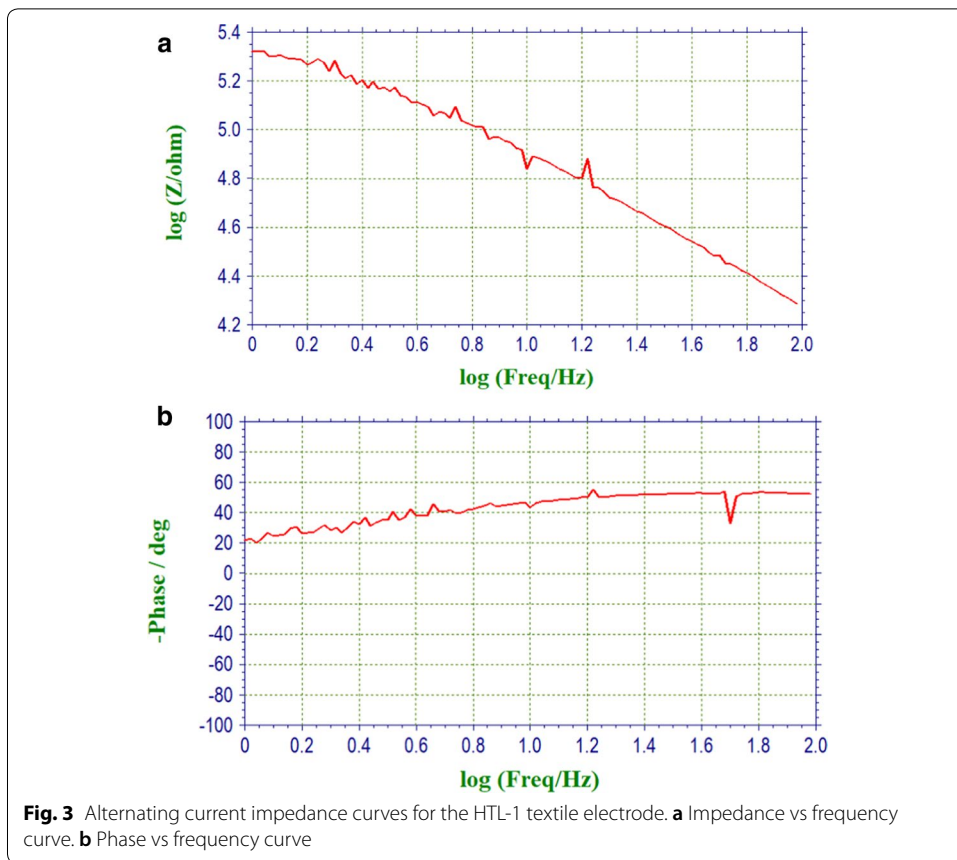 a
5.4
5.2
5.0
4.8
4.6
4.4
4.2
log (Z/ohm)
0 0.2 0.4 0.6 0.8 1.0 1.2 1.4 1.6 1.8 2.0
log (Freq/Hz)
b
100
80
60
40
20
0
-20
-40
-60
-80
-100
-Phase / deg
0 0.2 0.4 0.6 0.8 1.0 1.2 1.4 1.6 1.8 2.0
log (Freq/Hz)
Fig. 3 Alternating current impedance curves for the HTL-1 textile electrode. a Impedance vs frequency
curve. b Phase vs frequency curve